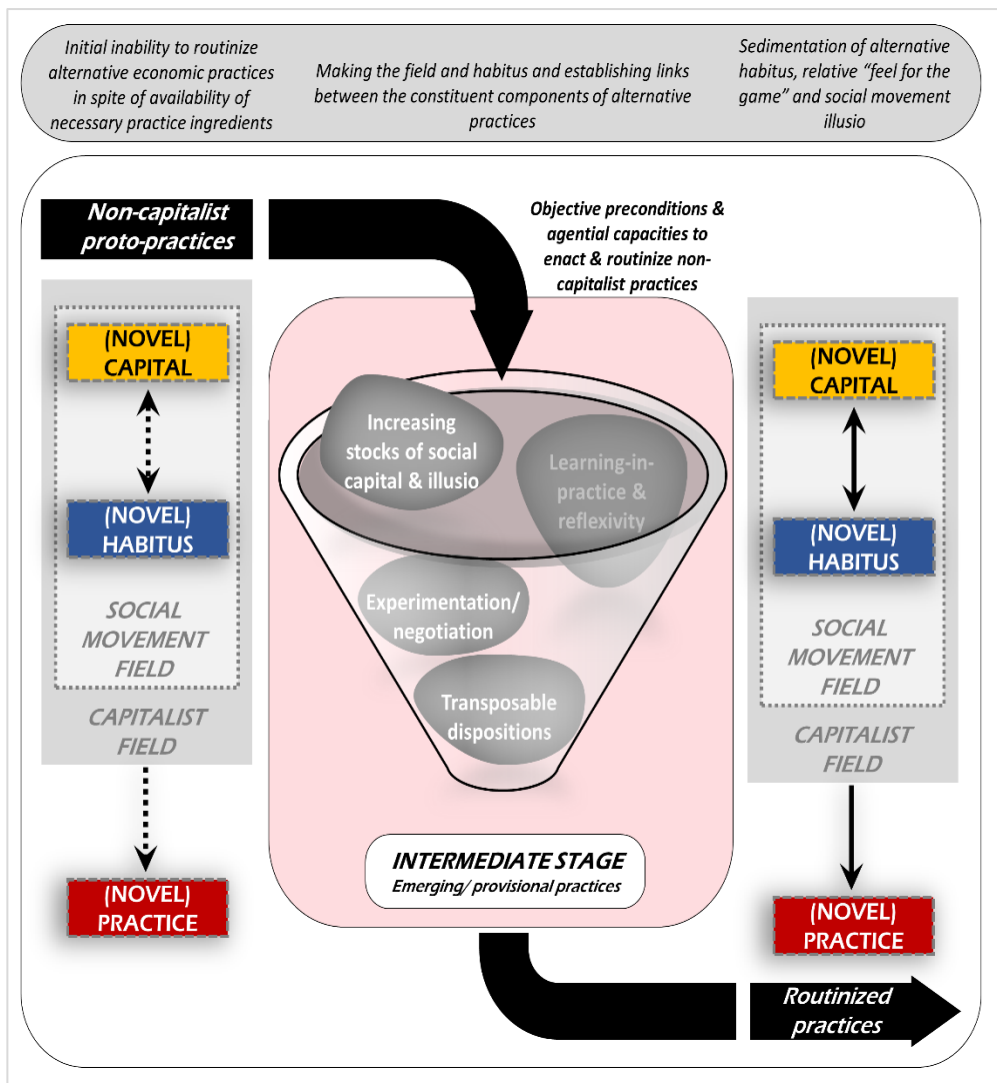 Initial inability to routinize
alternative economic practices
in spite of availability of
necessary practice ingredients
Making the field and habitus and establishing links
between the constituent components of alternative
practices
Sedimentation of alternative
habitus, relative “feel for the
game” and social movement
illusio
Non-capitalist
proto-practices
Objective preconditions &
agential capacities to
enact & routinize non-
capitalist practices
(NOVEL)
CAPITAL
(NOVEL)
HABITUS
SOCIAL
MOVEMENT
FIELD
CAPITALIST
FIELD
(NOVEL)
PRACTICE
Increasing
stocks of social
capital & illusio
Learning-in-
practice &
reflexivity
Experimentation/
negotiation
Transposable
dispositions
INTERMEDIATE STAGE
Emerging/ provisional practices
(NOVEL)
CAPITAL
(NOVEL)
HABITUS
SOCIAL
MOVEMENT
FIELD
CAPITALIST
FIELD
(NOVEL)
PRACTICE
Routinized
practices